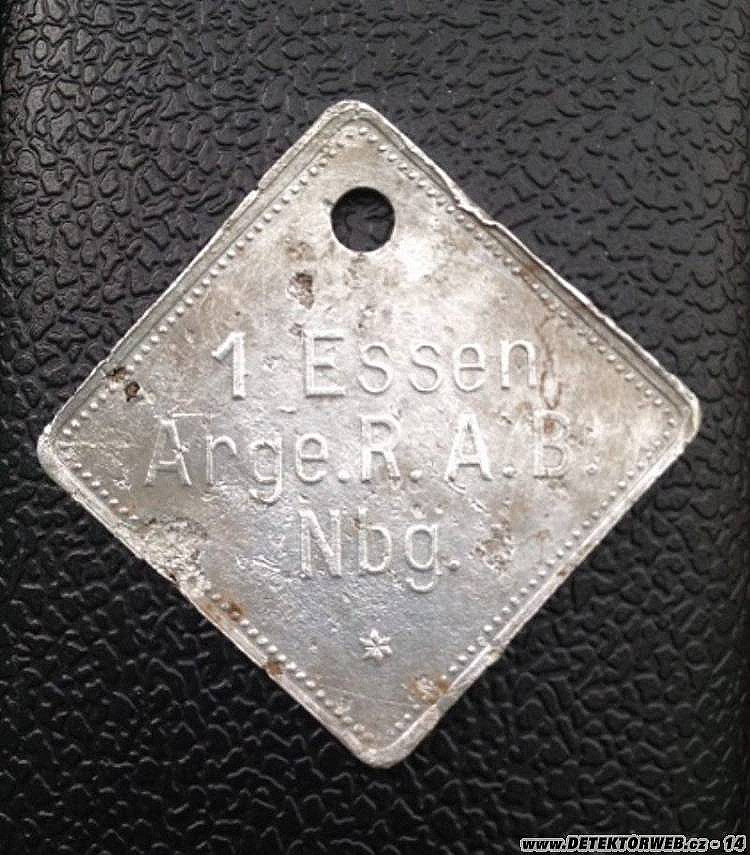 1 Essen
Arge.R.A.B.
Nbg.
www.DETEKTORWEB.cz - 14